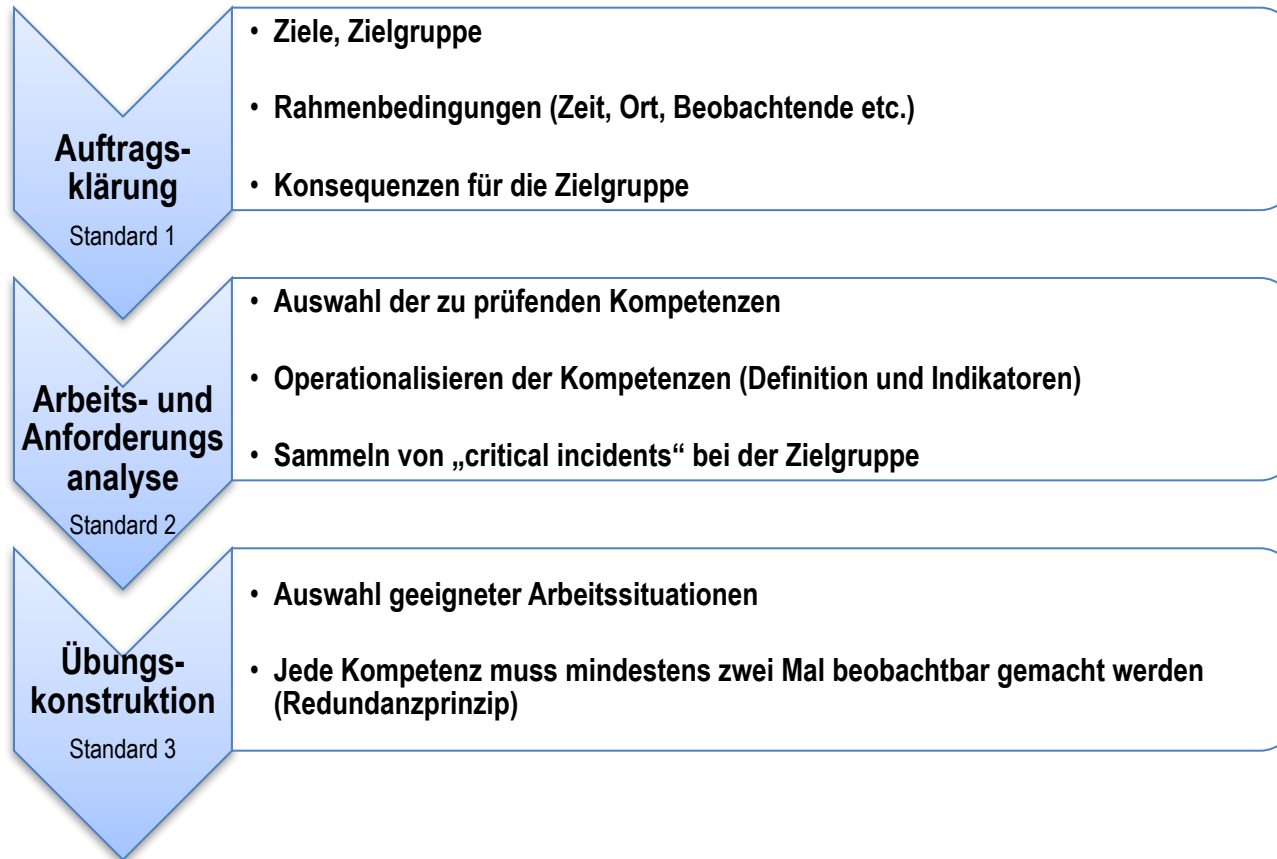 Auftrags-
klärung
Standard 1
• Ziele, Zielgruppe
• Rahmenbedingungen (Zeit, Ort, Beobachtende etc.)
• Konsequenzen für die Zielgruppe
Arbeits- und
Anforderungs
analyse
Standard 2
• Auswahl der zu prüfenden Kompetenzen
• Operationalisieren der Kompetenzen (Definition und Indikatoren)
• Sammeln von „critical incidents“ bei der Zielgruppe
Übungs-
konstruktion
Standard 3
• Auswahl geeigneter Arbeitssituationen
• Jede Kompetenz muss mindestens zwei Mal beobachtbar gemacht werden
(Redundanzprinzip)